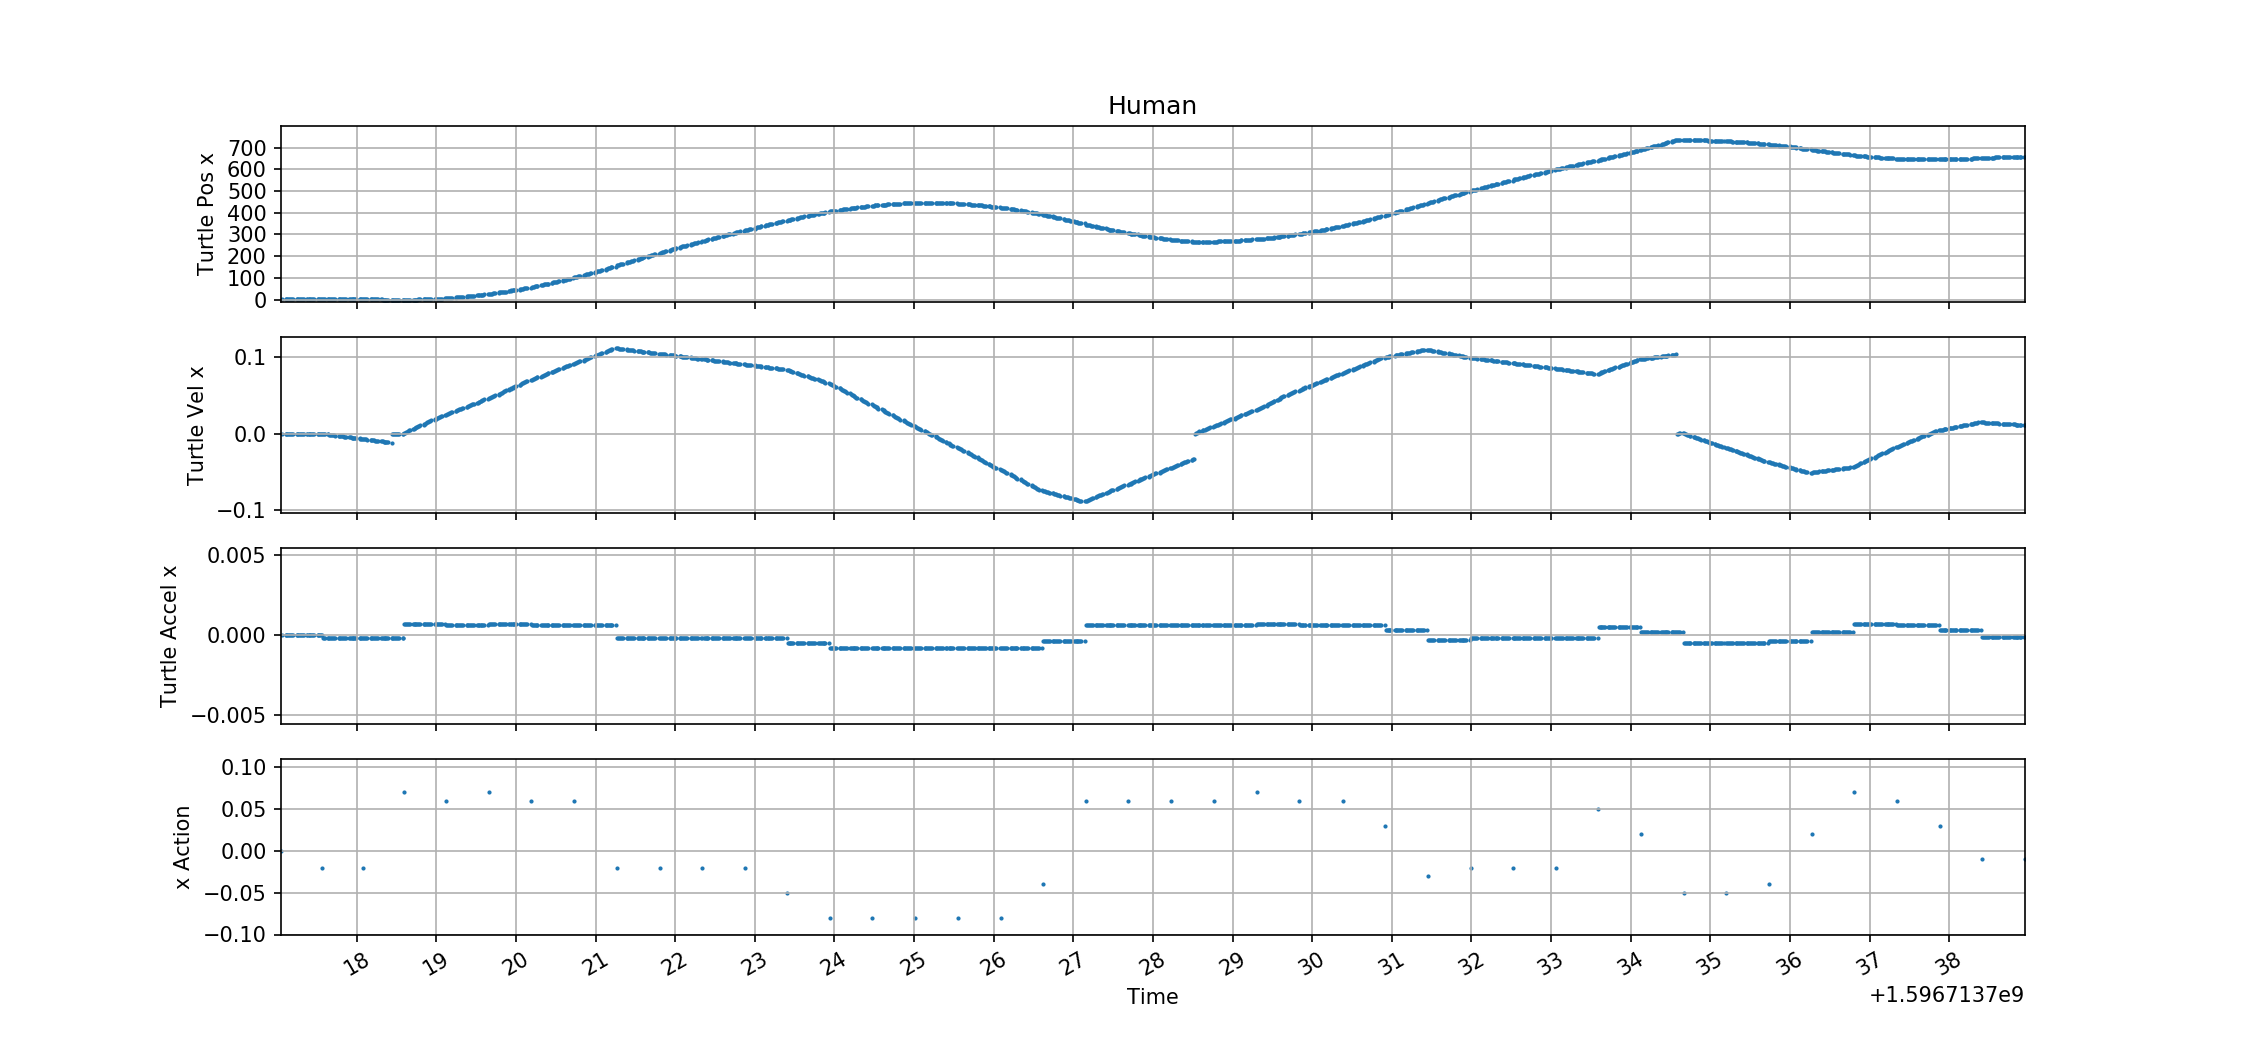 Human
Turtle Pos x
700
600
500
400
300
200
100
0
Turtle Vel x
0.1
0.0
−0.1
Turtle Accel x
0.005
0.000
−0.005
x Action
0.10
0.05
0.00
−0.05
−0.10
18 19 20 21 22 23 24 25 26 27 28 29 30 31 32 33 34 35 36 37 38
Time
+1.5967137e9